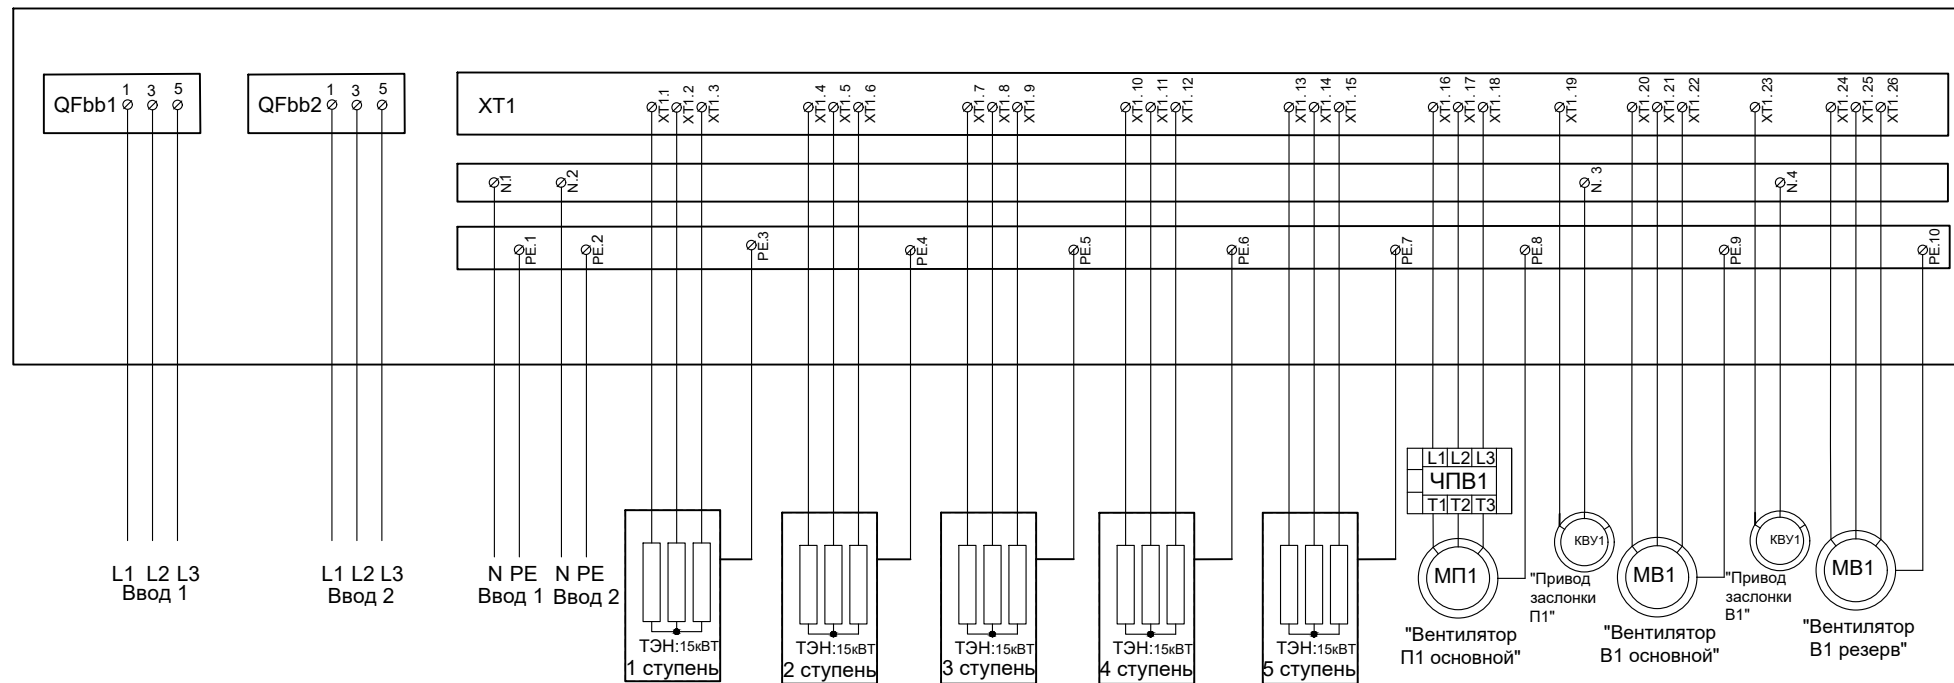 QFbb1
1 3 5
QFbb2
1 3 5
XT1
XT1.1 XT1.2 XT1.3
XT1.4 XT1.5 XT1.6
XT1.7 XT1.8 XT1.9
XT1.10 XT1.11 XT1.12
XT1.13 XT1.14 XT1.15
XT1.16 XT1.17 XT1.18
XT1.19
XT1.20 XT1.21 XT1.22
XT1.23
XT1.24 XT1.25 XT1.26
N.1
N.2
N.3
N.4
PE.1
PE.2
PE.3
PE.4
PE.5
PE.6
PE.7
PE.8
PE.9
PE.10
L1 L2 L3
Ввод 1
L1 L2 L3
Ввод 2
N PE
Ввод 1
N PE
Ввод 2
ТЭН:15кВТ
1 ступень
ТЭН:15кВТ
2 ступень
ТЭН:15кВТ
3 ступень
ТЭН:15кВТ
4 ступень
ТЭН:15кВТ
5 ступень
L1 L2 L3
ЧПВ1
T1 T2 T3
МП1
"Вентилятор
П1 основной"
КВУ1
"Привод
заслонки
П1"
МВ1
"Вентилятор
В1 основной"
КВУ1
"Привод
заслонки
В1"
МВ1
"Вентилятор
В1 резерв"